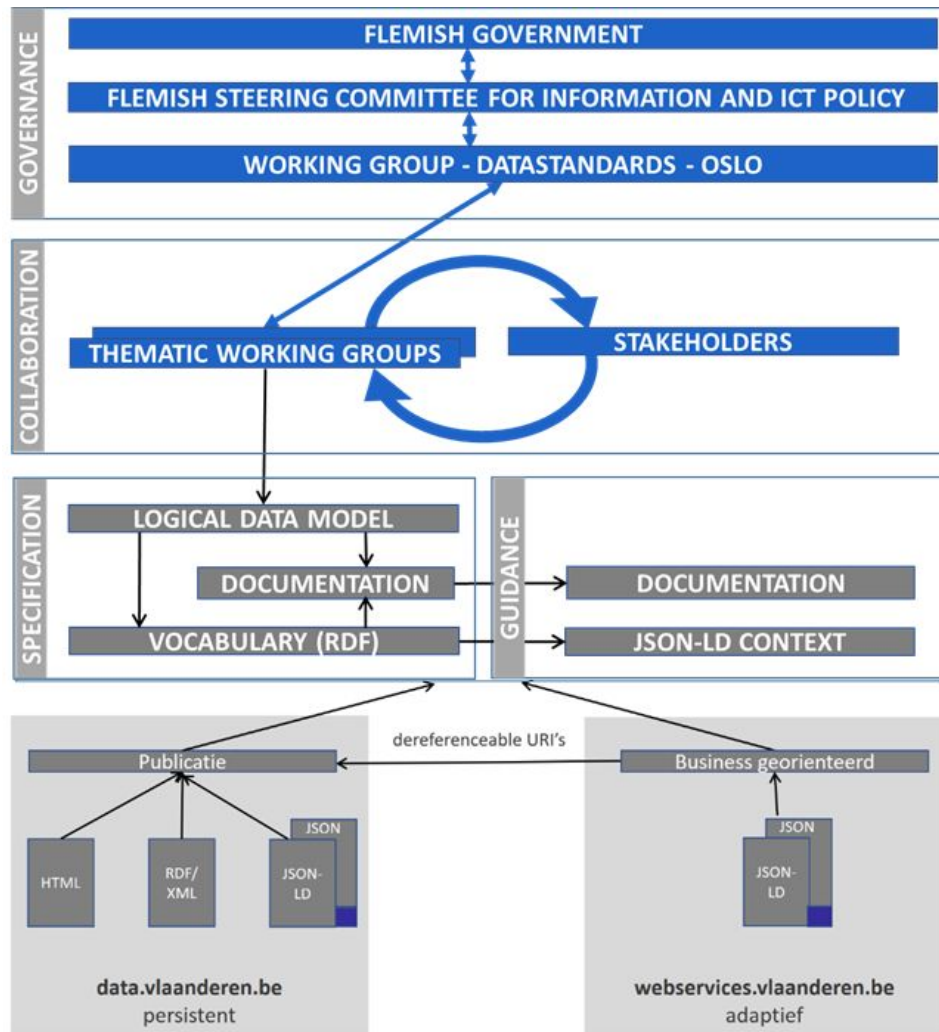 GOVERNANCE
FLEMISH GOVERNMENT
FLEMISH STEERING COMMITTEE FOR INFORMATION AND ICT POLICY
WORKING GROUP - DATASTANDARDS - OSLO
COLLABORATION
THEMATIC WORKING GROUPS
STAKEHOLDERS
SPECIFICATION
LOGICAL DATA MODEL
DOCUMENTATION
VOCABULARY (RDF)
GUIDANCE
DOCUMENTATION
JSON-LD CONTEXT
Publicatie
dereferenceable URI's
Business georienteerd
HTML
RDF/
XML
JSON
JSON-
LD
JSON
JSON-
LD
data.vlaanderen.be
persistent
webservices.vlaanderen.be
adaptief